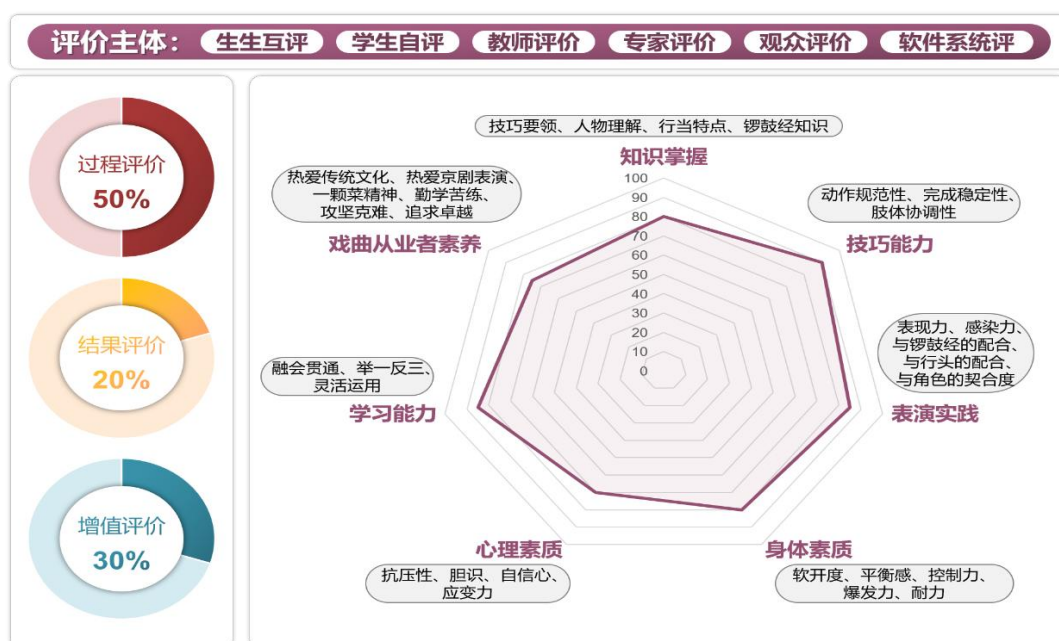 评价主体： 生生互评 学生自评 教师评价 专家评价 观众评价 软件系统评
过程评价
50%
结果评价
20%
增值评价
30%
技巧要领、人物理解、行当特点、锣鼓经知识
知识掌握
热爱传统文化、热爱京剧表演、
一颗菜精神、勤学苦练、
攻坚克难、追求卓越
戏曲从业者素养
动作规范性、完成稳定性、
肢体协调性
技巧能力
100
90
80
70
60
50
40
30
20
10
0
表现力、感染力、
与锣鼓经的配合、
与行头的配合、
与角色的契合度
表演实践
融会贯通、举一反三、
灵活运用
学习能力
心理素质
抗压性、胆识、自信心、
应变力
身体素质
软开度、平衡感、控制力、
爆发力、耐力